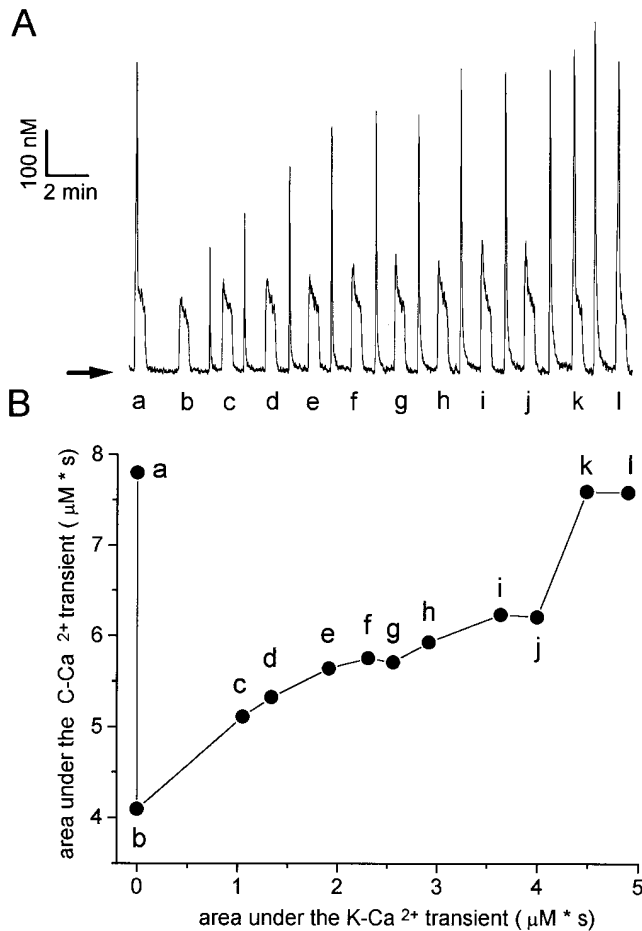 A
100 nM
2 min
a b c d e f g h i j k l
B
area under the C-Ca 2+ transient ( μM * s)
8
7
6
5
4
a
b
c
d
e
f
g
h
i
j
k
l
0 1 2 3 4 5
area under the K-Ca 2+ transient ( μM * s)